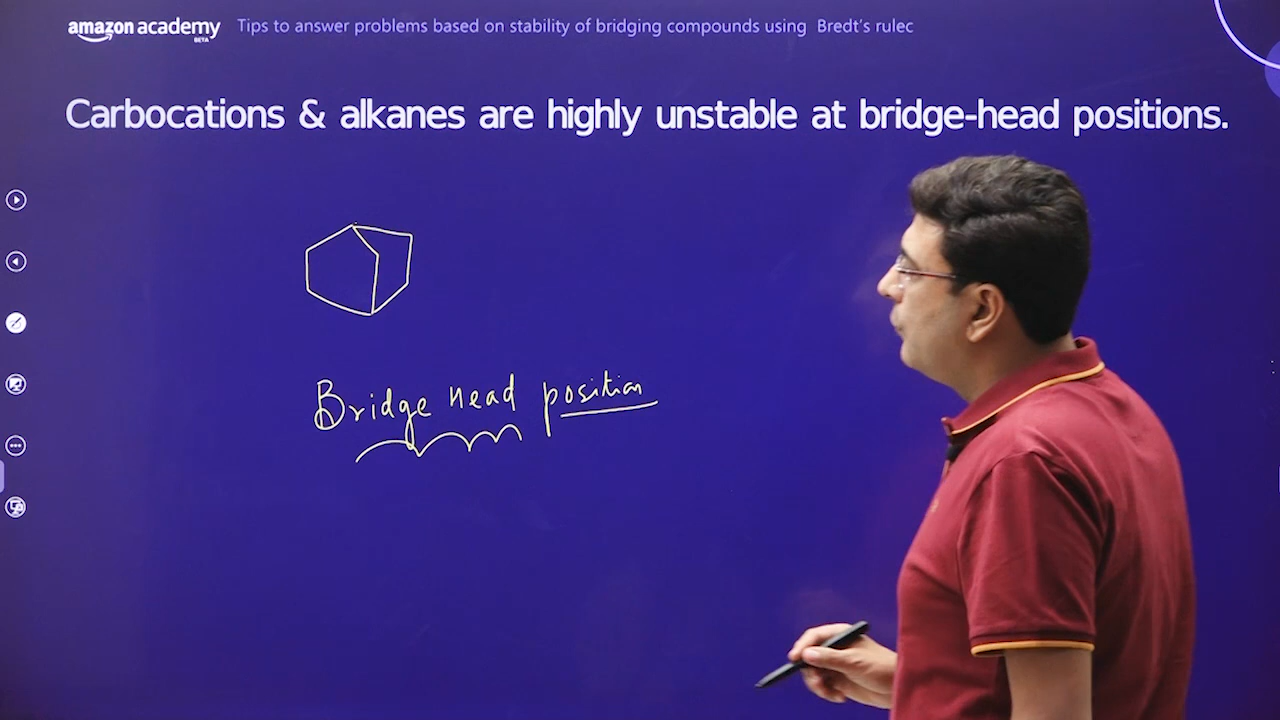 amazon academy
BETA
Tips to answer problems based on stability of bridging compounds using Bredt's rulec
Carbocations & alkanes are highly unstable at bridge-head positions.
Bridge Head position